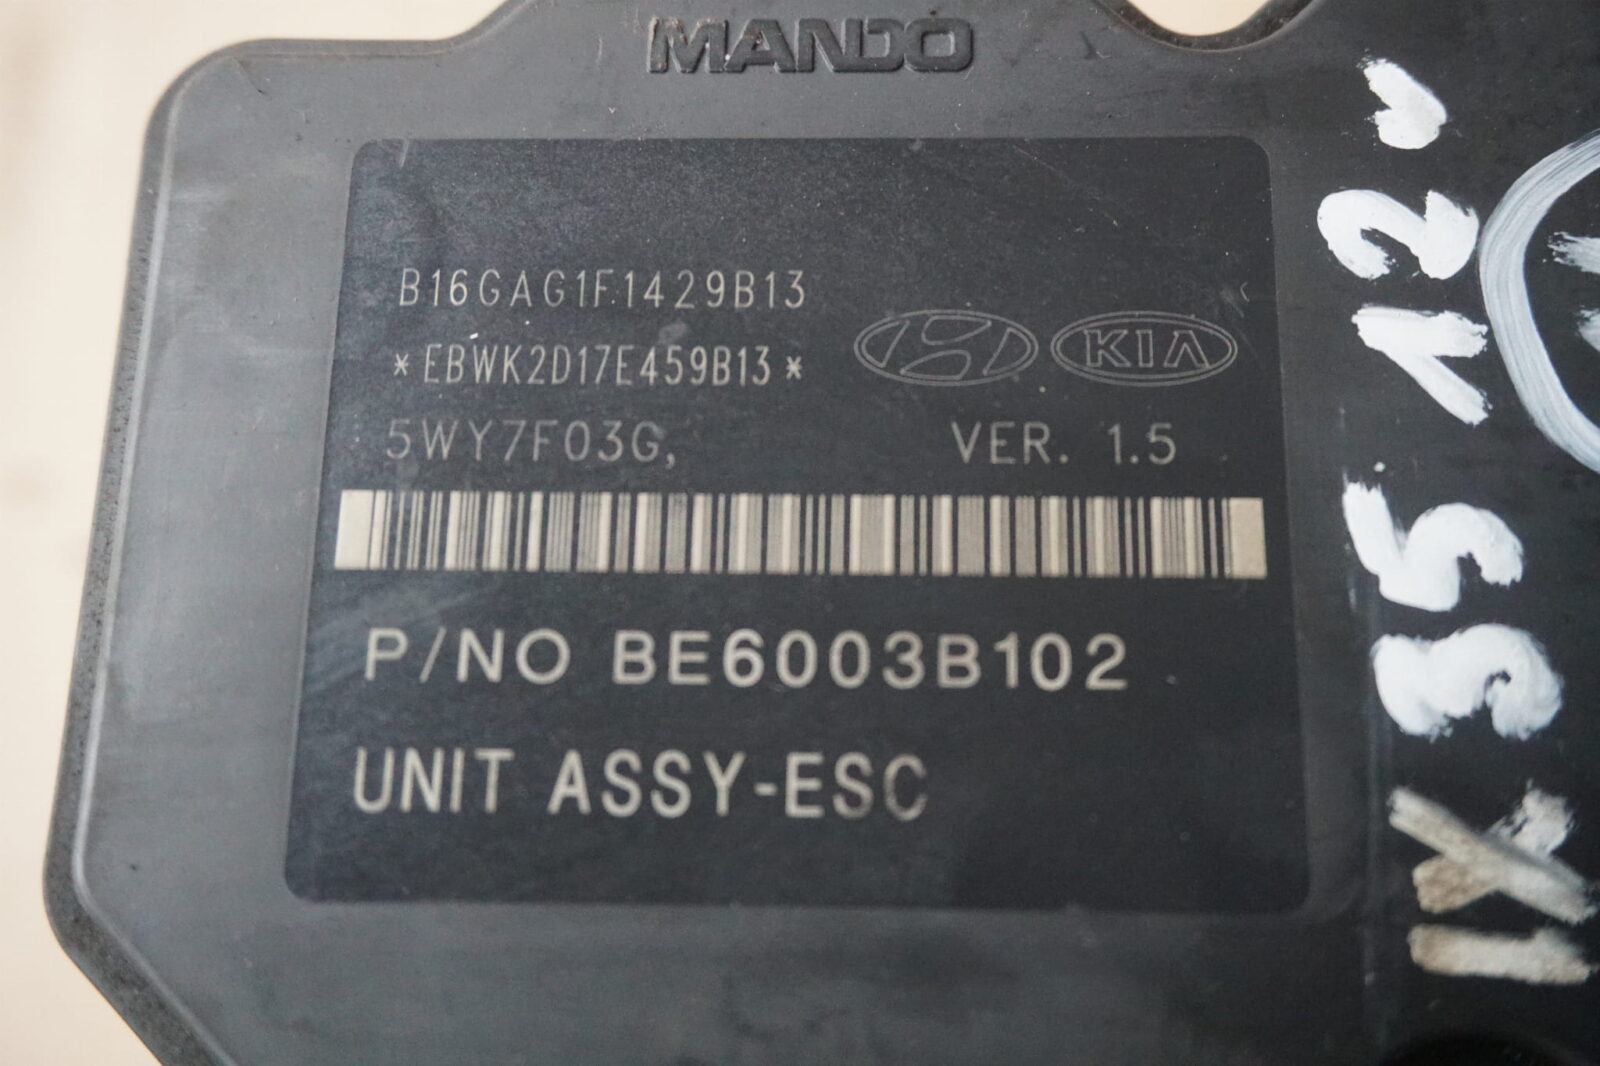 MANDO
B16GAG1F1429B13
*EBWK2D17E459B13*
KIA
5WY7F03G, VER. 1.5
P/NO BE6003B102
UNIT ASSY-ESC
IX35 12